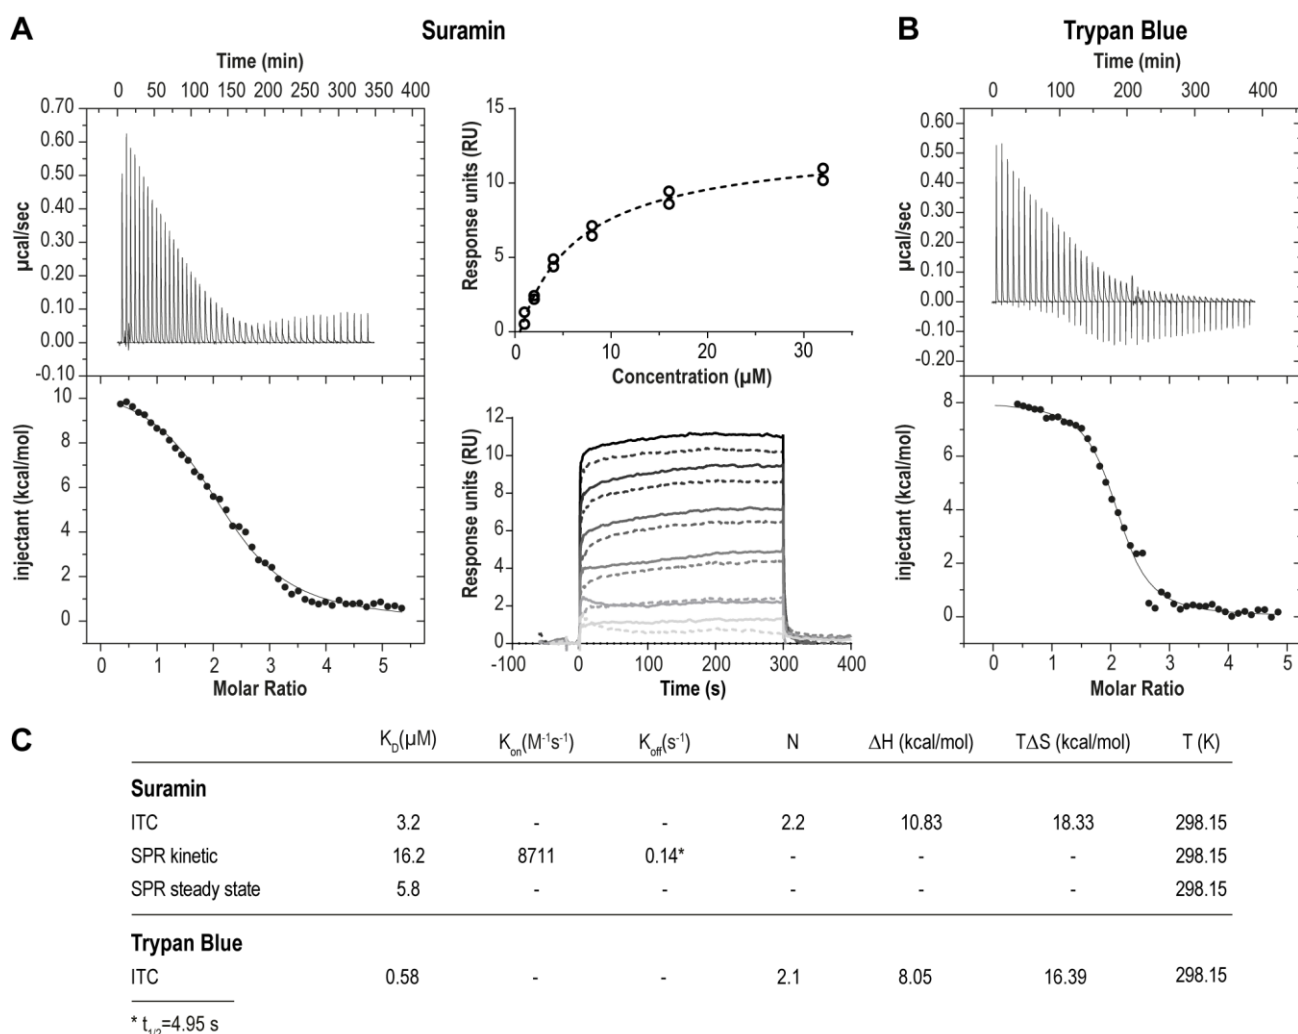 A
Suramin
B
Trypan Blue
Time (min)
0 50 100 150 200 250 300 350 400
0.70
0.60
0.50
0.40
0.30
0.20
0.10
0.00
-0.10
µcal/sec
10
8
6
4
2
0
injectant (kcal/mol)
0 1 2 3 4 5
Molar Ratio
15
10
5
0
Response units (RU)
0 10 20 30
Concentration (µM)
12
10
8
6
4
2
0
Response units (RU)
-100 0 100 200 300 400
Time (s)
Time (min)
0 100 200 300 400
0.60
0.50
0.40
0.30
0.20
0.10
0.00
-0.10
-0.20
µcal/sec
8
6
4
2
0
injectant (kcal/mol)
0 1 2 3 4 5
Molar Ratio
C
K_D(µM) K_on(M⁻¹s⁻¹) K_off(s⁻¹) N ΔH (kcal/mol) TΔS (kcal/mol) T (K)
Suramin
ITC 3.2 - - 2.2 10.83 18.33 298.15
SPR kinetic 16.2 8711 0.14* - - - 298.15
SPR steady state 5.8 - - - - - 298.15
Trypan Blue
ITC 0.58 - - 2.1 8.05 16.39 298.15
* t_1/2=4.95 s